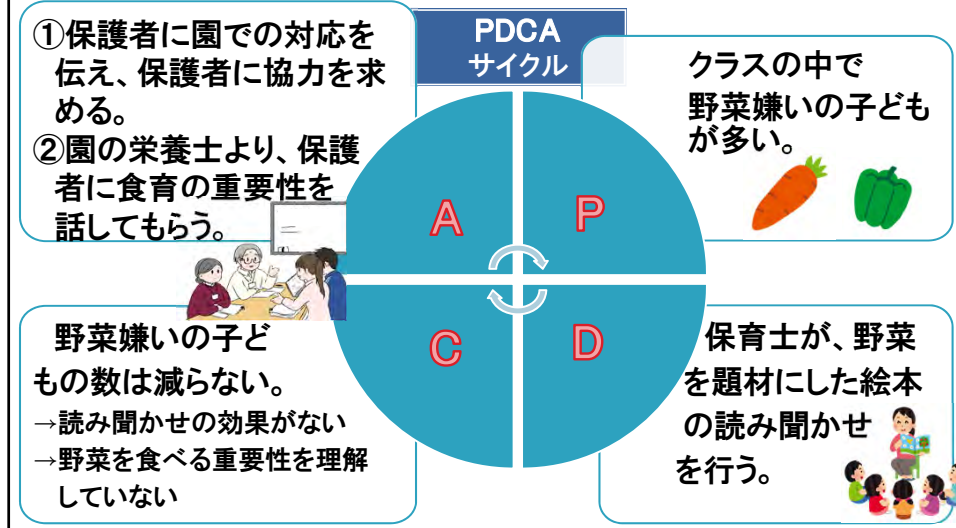 PDCA
サイクル
①保護者に園での対応を
伝え、保護者に協力を求
める。
②園の栄養士より、保護
者に食育の重要性を
話してもらう。
クラスの中で
野菜嫌いの子ども
が多い。
A
P
C
D
野菜嫌いの子ど
もの数は減らない。
→読み聞かせの効果がない
→野菜を食べる重要性を理解
していない
保育士が、野菜
を題材にした絵本
の読み聞かせ
を行う。